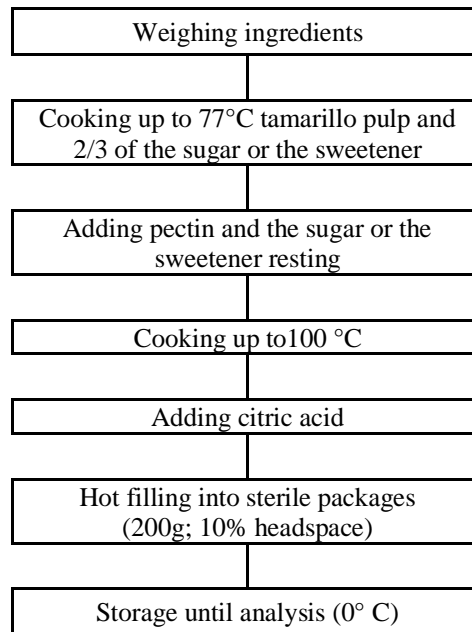 Weighing ingredients
Cooking up to 77°C tamarillo pulp and
2/3 of the sugar or the sweetener
Adding pectin and the sugar or the
sweetener resting
Cooking up to100 °C
Adding citric acid
Hot filling into sterile packages
(200g; 10% headspace)
Storage until analysis (0° C)